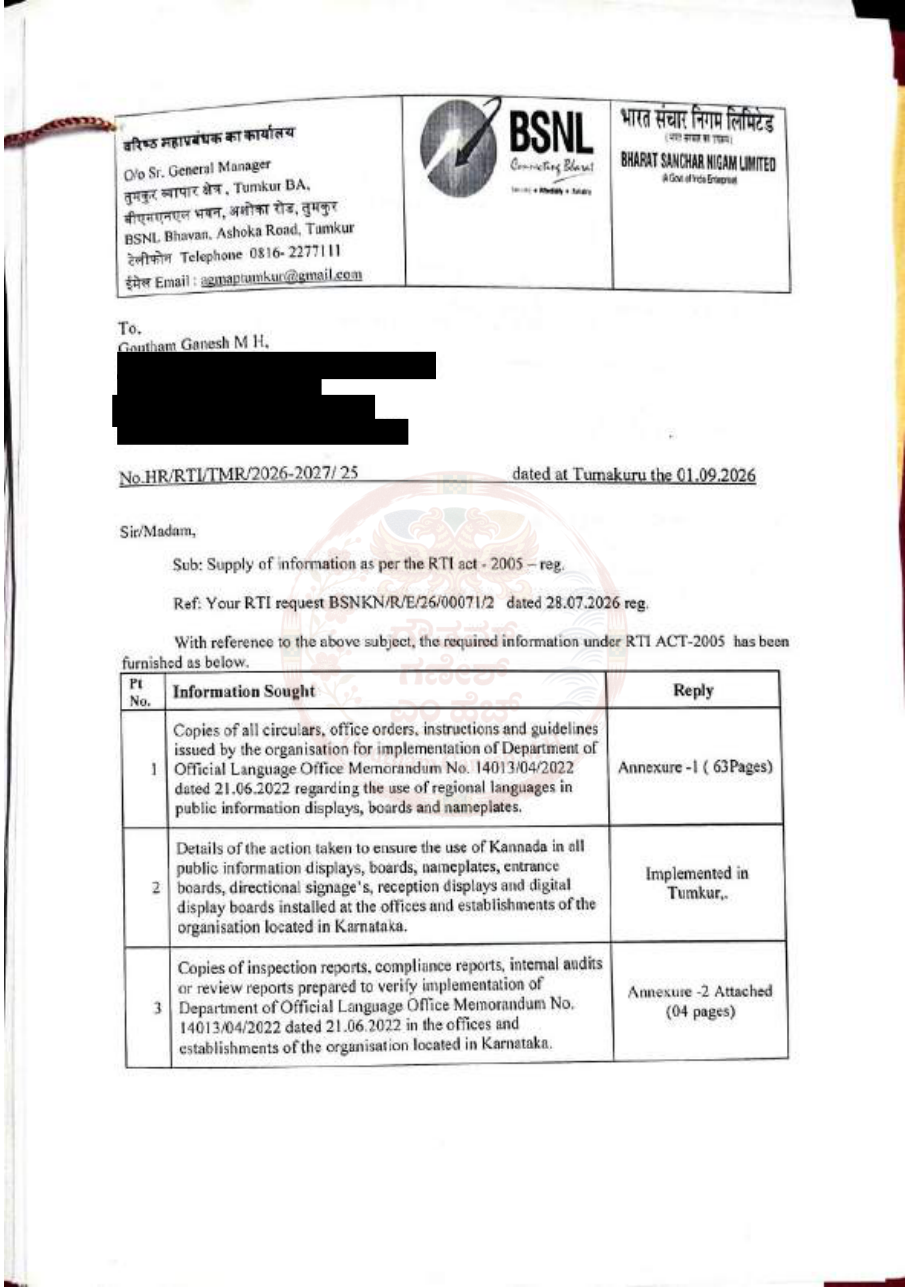 वरिष्ठ महाप्रबंधक का कार्यालय
O/o Sr. General Manager
तुमकुर व्यापार क्षेत्र , Tumkur BA,
बीएसएनएल भवन, अशोका रोड, तुमकुर
BSNL Bhavan, Ashoka Road, Tumkur
टेलीफोन Telephone 0816- 2277111
ईमेल Email : agmaptumkur@gmail.com
BSNL
Connecting Bharat
भारत संचार निगम लिमिटेड
(भारत सरकार का उपक्रम)
BHARAT SANCHAR NIGAM LIMITED
(A Govt of India Enterprise)
To,
Goutham Ganesh M H,
No.HR/RTI/TMR/2026-2027/ 25 dated at Tumakuru the 01.09.2026
Sir/Madam,
Sub: Supply of information as per the RTI act - 2005 – reg.
Ref: Your RTI request BSNKN/R/E/26/00071/2 dated 28.07.2026 reg.
With reference to the above subject, the required information under RTI ACT-2005 has been
furnished as below.
Pt No. Information Sought Reply
1 Copies of all circulars, office orders, instructions and guidelines
issued by the organisation for implementation of Department of
Official Language Office Memorandum No. 14013/04/2022
dated 21.06.2022 regarding the use of regional languages in
public information displays, boards and nameplates.
Annexure -1 ( 63Pages)
2 Details of the action taken to ensure the use of Kannada in all
public information displays, boards, nameplates, entrance
boards, directional signage's, reception displays and digital
display boards installed at the offices and establishments of the
organisation located in Karnataka.
Implemented in
Tumkur,.
3 Copies of inspection reports, compliance reports, internal audits
or review reports prepared to verify implementation of
Department of Official Language Office Memorandum No.
14013/04/2022 dated 21.06.2022 in the offices and
establishments of the organisation located in Karnataka.
Annexure -2 Attached
(04 pages)
ಗೌತಮ್
ಗಣೇಶ್
ಎಂ ಹೆಚ್